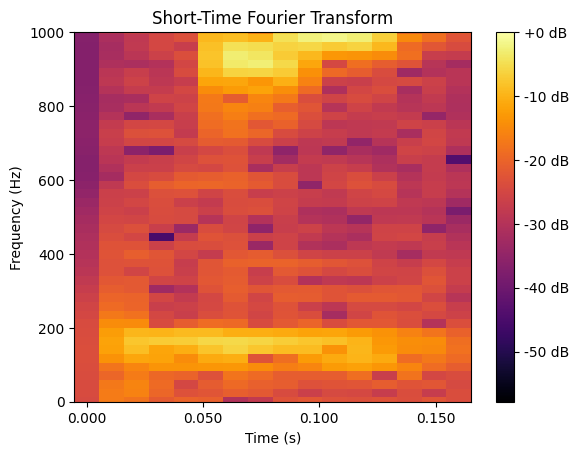 Short-Time Fourier Transform
1000
800
600
400
200
0
Frequency (Hz)
0.000
0.050
0.100
0.150
Time (s)
+0 dB
-10 dB
-20 dB
-30 dB
-40 dB
-50 dB